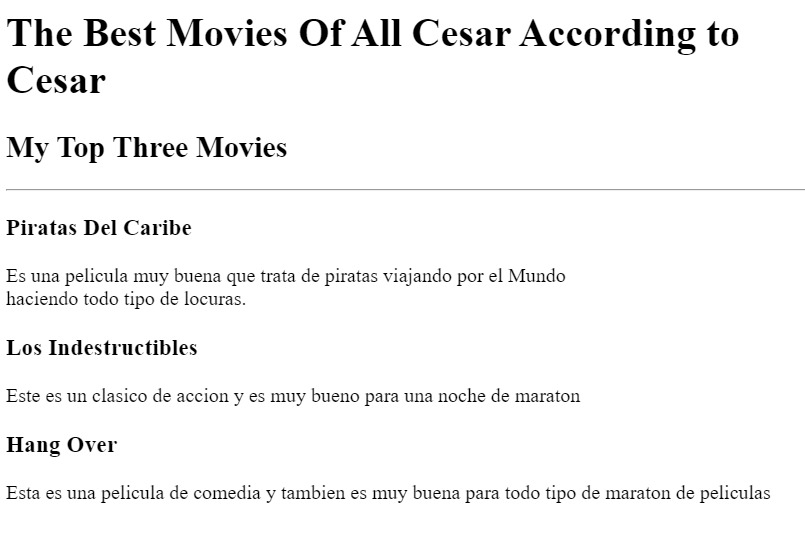 The Best Movies Of All Cesar According to
Cesar
My Top Three Movies
Piratas Del Caribe
Es una pelicula muy buena que trata de piratas viajando por el Mundo
haciendo todo tipo de locuras.
Los Indestructibles
Este es un clasico de accion y es muy bueno para una noche de maraton
Hang Over
Esta es una pelicula de comedia y tambien es muy buena para todo tipo de maraton de peliculas